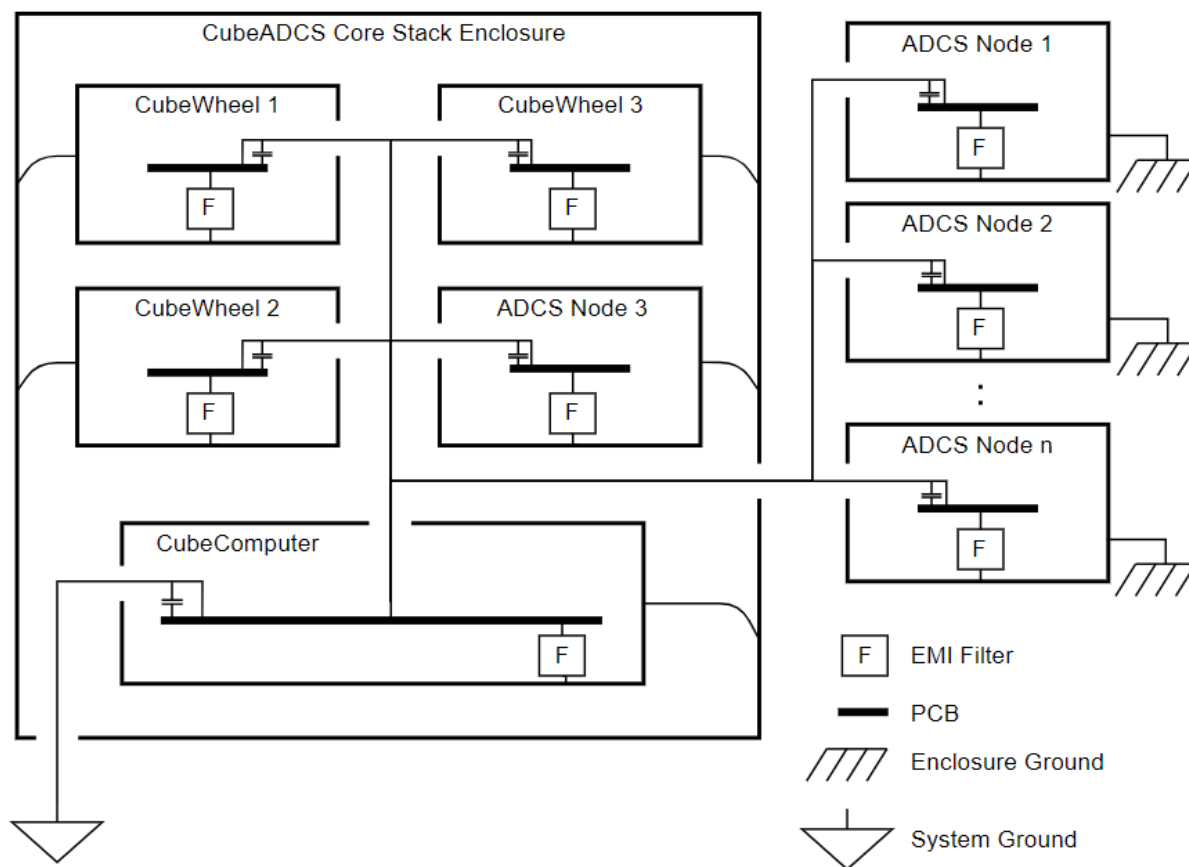 CubeADCS Core Stack Enclosure
ADCS Node 1
CubeWheel 1
CubeWheel 3
F
F
F
ADCS Node 2
CubeWheel 2
ADCS Node 3
F
F
F
:
ADCS Node n
CubeComputer
F
F
F EMI Filter
PCB
Enclosure Ground
System Ground